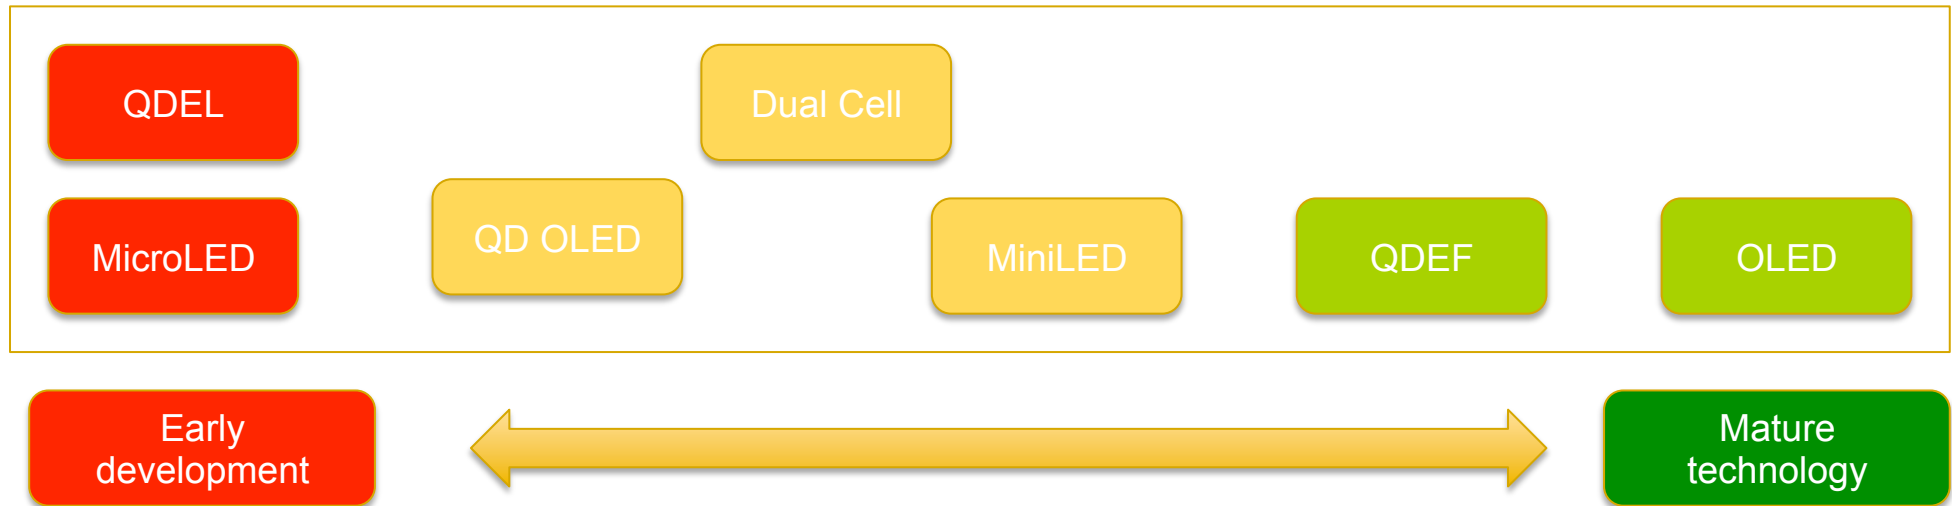 QDEL
Dual Cell
MicroLED
QD OLED
MiniLED
QDEF
OLED
Early
development
Mature
technology